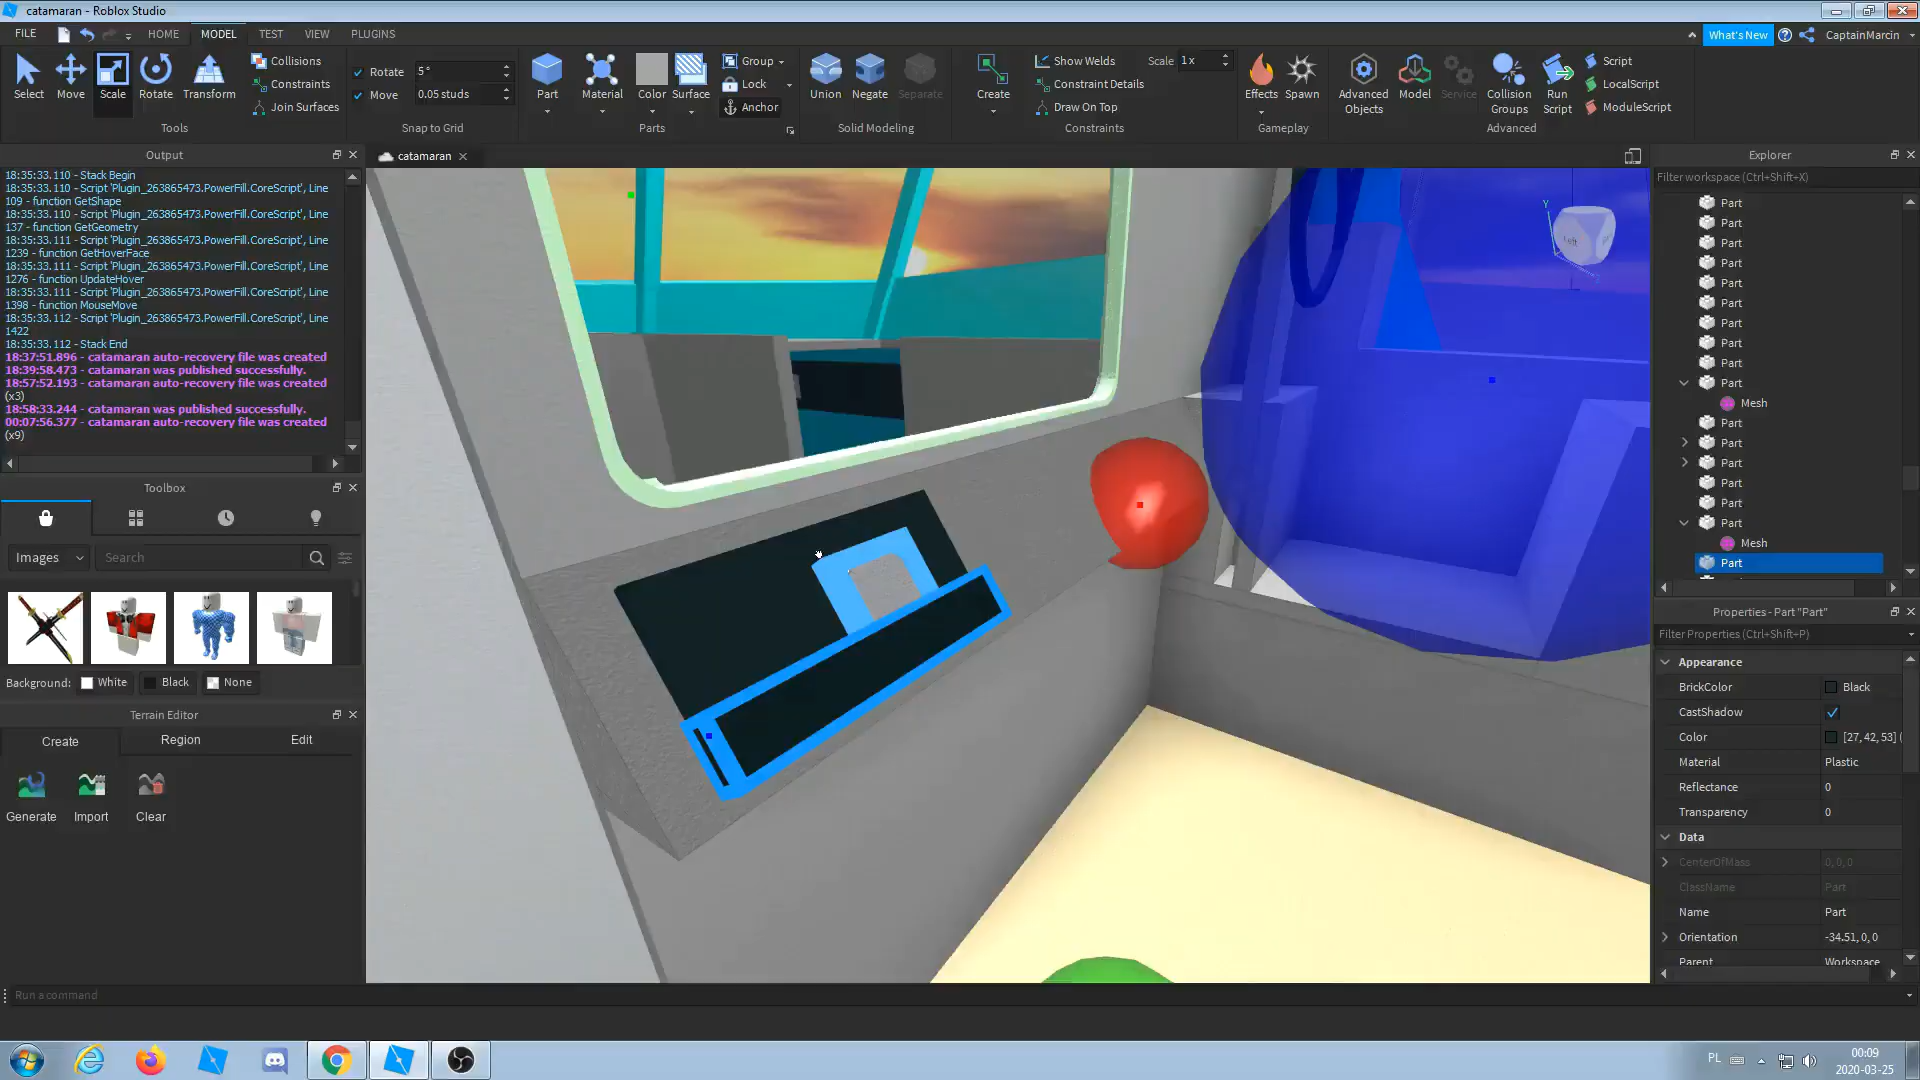 catamaran - Roblox Studio
FILE HOME MODEL TEST VIEW PLUGINS What's New CaptainMarcin
Select Move Scale Rotate Transform
Collisions
Constraints
Join Surfaces
Tools
Rotate 5°
Move 0.05 studs
Snap to Grid
Part Material Color Surface
Group
Lock
Anchor
Parts
Union Negate Separate
Solid Modeling
Create
Show Welds
Constraint Details
Draw On Top
Scale 1x
Constraints
Effects Spawn
Gameplay
Advanced Objects
Model Service
Collision Groups
Run Script
Script
LocalScript
ModuleScript
Advanced
Output
18:35:33.110 - Stack Begin
18:35:33.110 - Script 'Plugin_263865473.PowerFill.CoreScript', Line
109 - function GetShape
18:35:33.110 - Script 'Plugin_263865473.PowerFill.CoreScript', Line
137 - function GetGeometry
18:35:33.111 - Script 'Plugin_263865473.PowerFill.CoreScript', Line
1239 - function GetHoverFace
18:35:33.111 - Script 'Plugin_263865473.PowerFill.CoreScript', Line
1276 - function UpdateHover
18:35:33.111 - Script 'Plugin_263865473.PowerFill.CoreScript', Line
1398 - function MouseMove
18:35:33.112 - Script 'Plugin_263865473.PowerFill.CoreScript', Line
1422
18:35:33.112 - Stack End
18:37:51.896 - catamaran auto-recovery file was created
18:39:58.473 - catamaran was published successfully.
18:57:52.193 - catamaran auto-recovery file was created
(x3)
18:58:33.244 - catamaran was published successfully.
00:07:56.377 - catamaran auto-recovery file was created
(x9)
Toolbox
Images Search
Background: White Black None
Terrain Editor
Create Region Edit
Generate Import Clear
catamaran
Left
Y
Explorer
Filter workspace (Ctrl+Shift+X)
Part
Part
Part
Part
Part
Part
Part
Part
Part
Part
Mesh
Part
Part
Part
Part
Part
Part
Mesh
Part
Properties - Part "Part"
Filter Properties (Ctrl+Shift+P)
Appearance
BrickColor Black
CastShadow
Color [27, 42, 53] (
Material Plastic
Reflectance 0
Transparency 0
Data
CenterOfMass 0, 0, 0
ClassName Part
Name Part
Orientation -34.51, 0, 0
Parent Workspace
Run a command
PL
00:09
2020-03-25